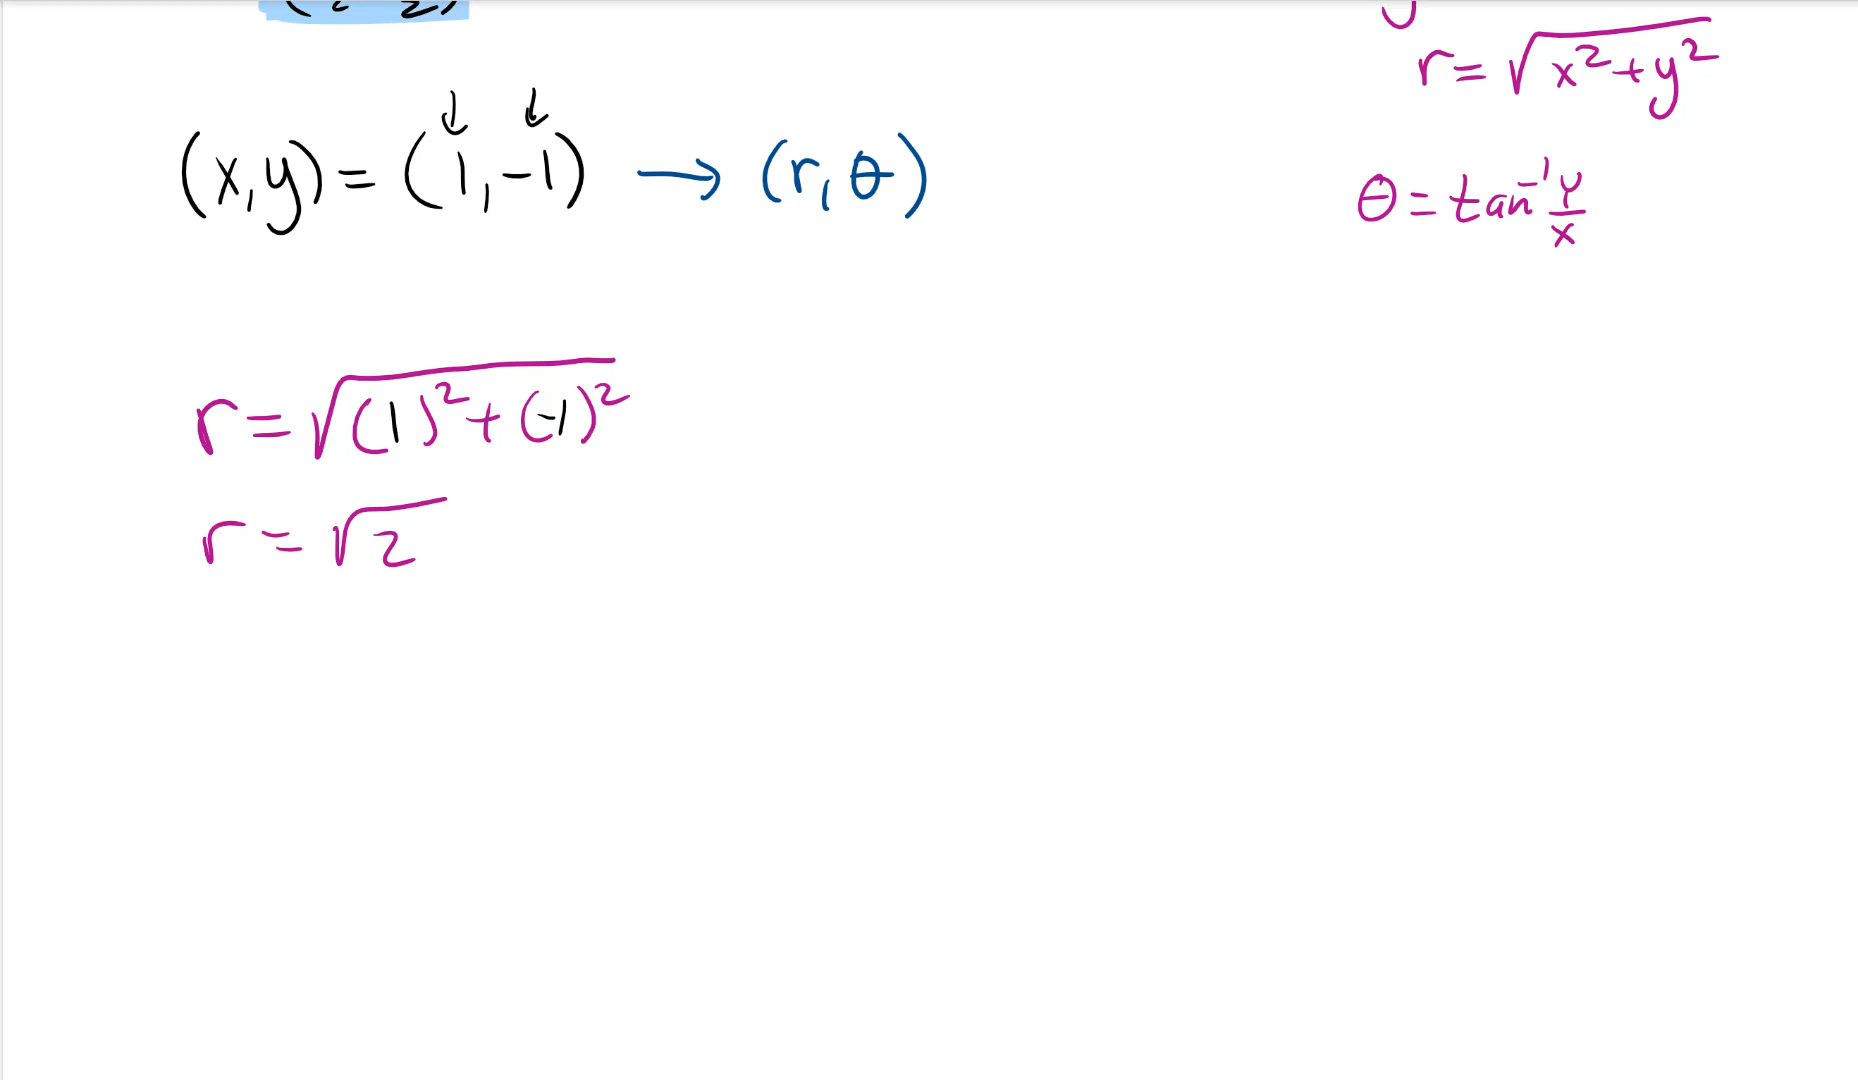 r = √(x² + y²)
(x, y) = (1, -1) → (r, θ)
θ = tan⁻¹ y/x
r = √((1)² + (-1)²)
r = √2